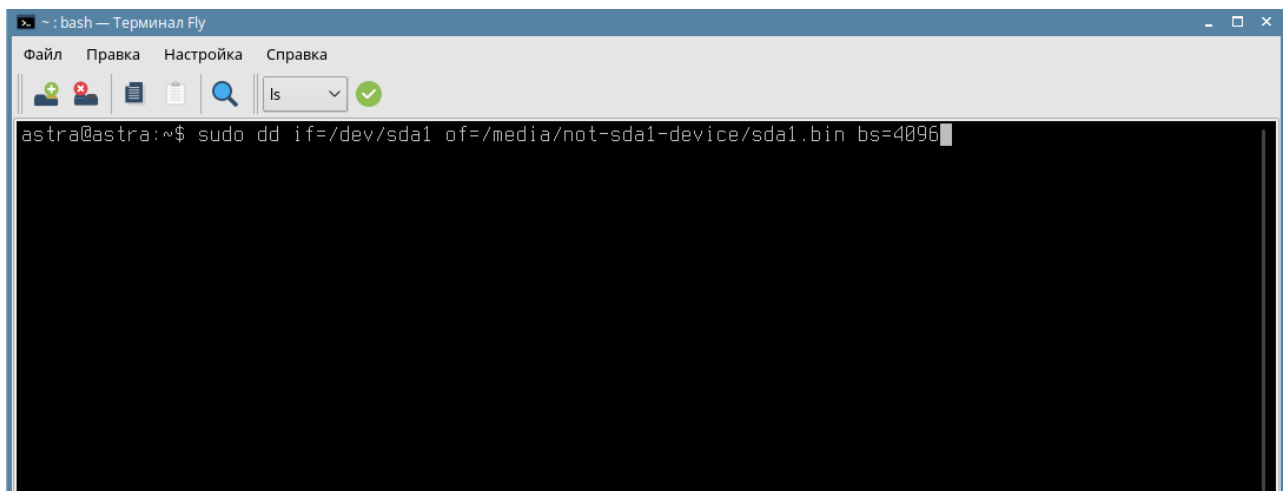 ~ : bash — Терминал Fly
Файл Правка Настройка Справка
ls
astra@astra:~$ sudo dd if=/dev/sda1 of=/media/not-sda1-device/sda1.bin bs=4096